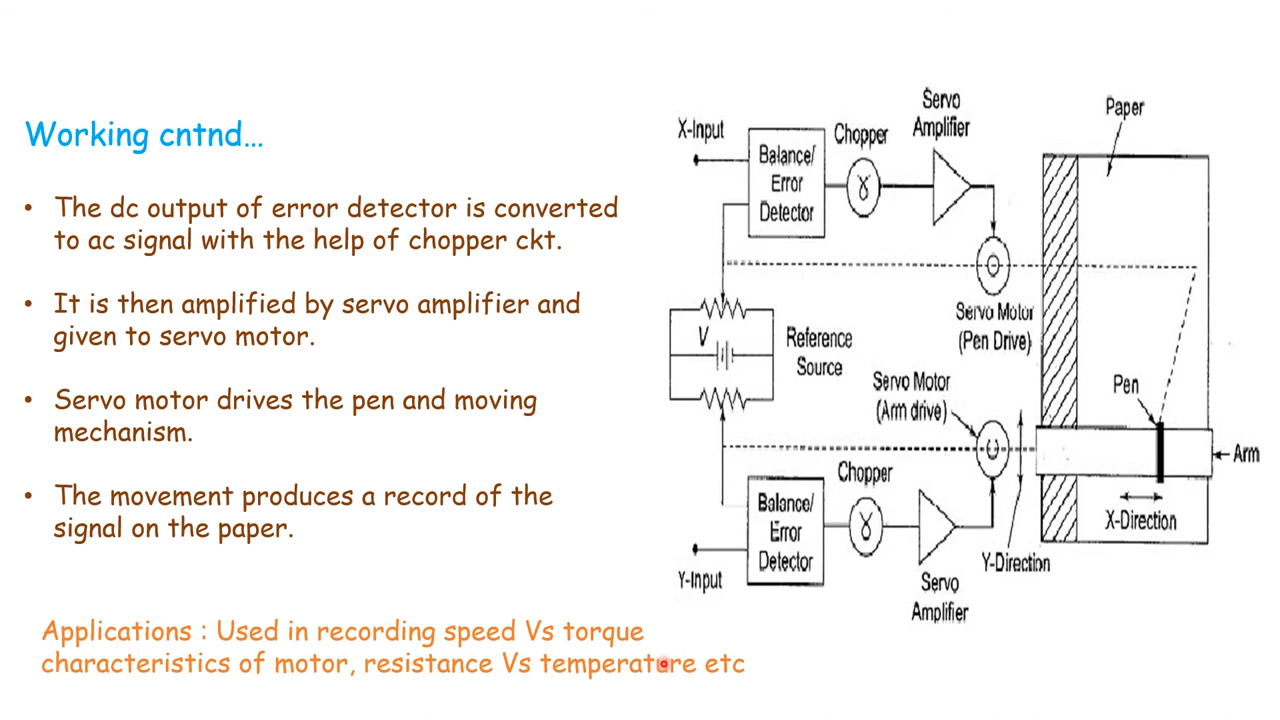 Working cntnd...
• The dc output of error detector is converted
to ac signal with the help of chopper ckt.
• It is then amplified by servo amplifier and
given to servo motor.
• Servo motor drives the pen and moving
mechanism.
• The movement produces a record of the
signal on the paper.
Applications : Used in recording speed Vs torque
characteristics of motor, resistance Vs temperature etc
X-Input
Balance/
Error
Detector
Chopper
Servo
Amplifier
Paper
Servo Motor
(Pen Drive)
V
Reference
Source
Servo Motor
(Arm drive)
Pen
Arm
X-Direction
Y-Direction
Chopper
Balance/
Error
Detector
Y-Input
Servo
Amplifier